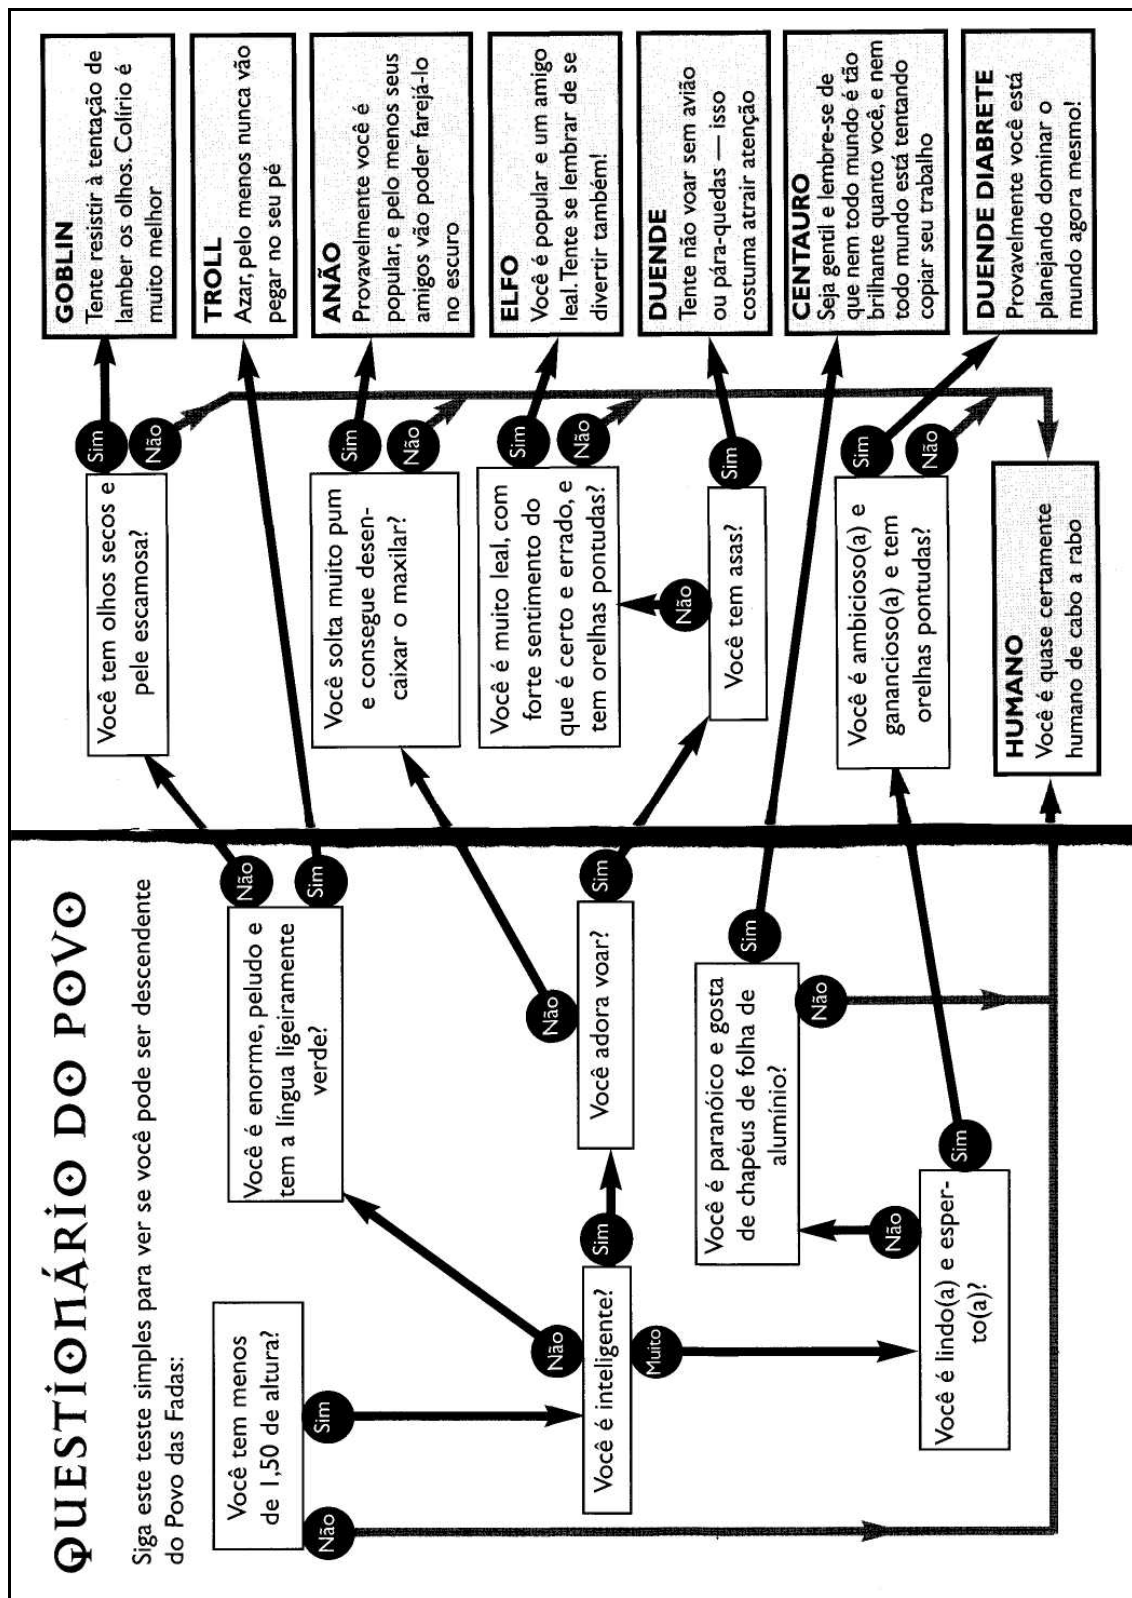 QUESTIONÁRIO DO POVO
Siga este teste simples para ver se você pode ser descendente
do Povo das Fadas:
Você tem menos
de 1,50 de altura?
Não
Sim
Você é inteligente?
Não
Sim
Muito
Você é enorme, peludo e
tem a língua ligeiramente
verde?
Não
Sim
Você adora voar?
Não
Sim
Você é paranóico e gosta
de chapéus de folha de
alumínio?
Não
Sim
Você é lindo(a) e esper-
to(a)?
Não
Sim
Você tem olhos secos e
pele escamosa?
Sim
Não
Você solta muito pum
e consegue desen-
caixar o maxilar?
Sim
Não
Você é muito leal, com
forte sentimento do
que é certo e errado, e
tem orelhas pontudas?
Sim
Não
Você tem asas?
Não
Sim
Você é ambicioso(a) e
ganancioso(a) e tem
orelhas pontudas?
Sim
Não
HUMANO
Você é quase certamente
humano de cabo a rabo
GOBLIN
Tente resistir à tentação de
lamber os olhos. Colírio é
muito melhor
TROLL
Azar, pelo menos nunca vão
pegar no seu pé
ANÃO
Provavelmente você é
popular, e pelo menos seus
amigos vão poder farejá-lo
no escuro
ELFO
Você é popular e um amigo
leal. Tente se lembrar de se
divertir também!
DUENDE
Tente não voar sem avião
ou pára-quedas — isso
costuma atrair atenção
CENTAURO
Seja gentil e lembre-se de
que nem todo mundo é tão
brilhante quanto você, e nem
todo mundo está tentando
copiar seu trabalho
DUENDE DIABRETE
Provavelmente você está
planejando dominar o
mundo agora mesmo!